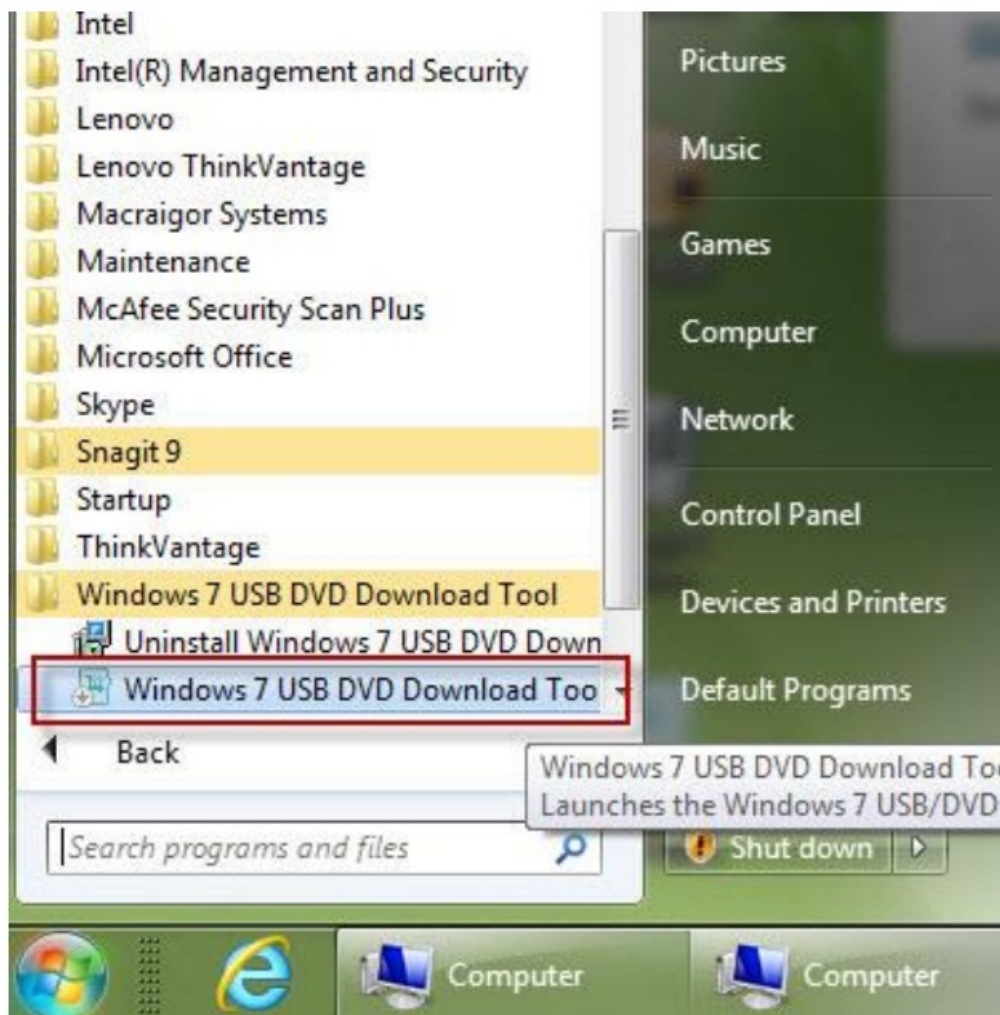 Intel
Intel(R) Management and Security
Lenovo
Lenovo ThinkVantage
Macraigor Systems
Maintenance
McAfee Security Scan Plus
Microsoft Office
Skype
Snagit 9
Startup
ThinkVantage
Windows 7 USB DVD Download Tool
Uninstall Windows 7 USB DVD Down
Windows 7 USB DVD Download Too
Back
Search programs and files
Pictures
Music
Games
Computer
Network
Control Panel
Devices and Printers
Default Programs
Windows 7 USB DVD Download Too
Launches the Windows 7 USB/DVD
Shut down
Computer
Computer